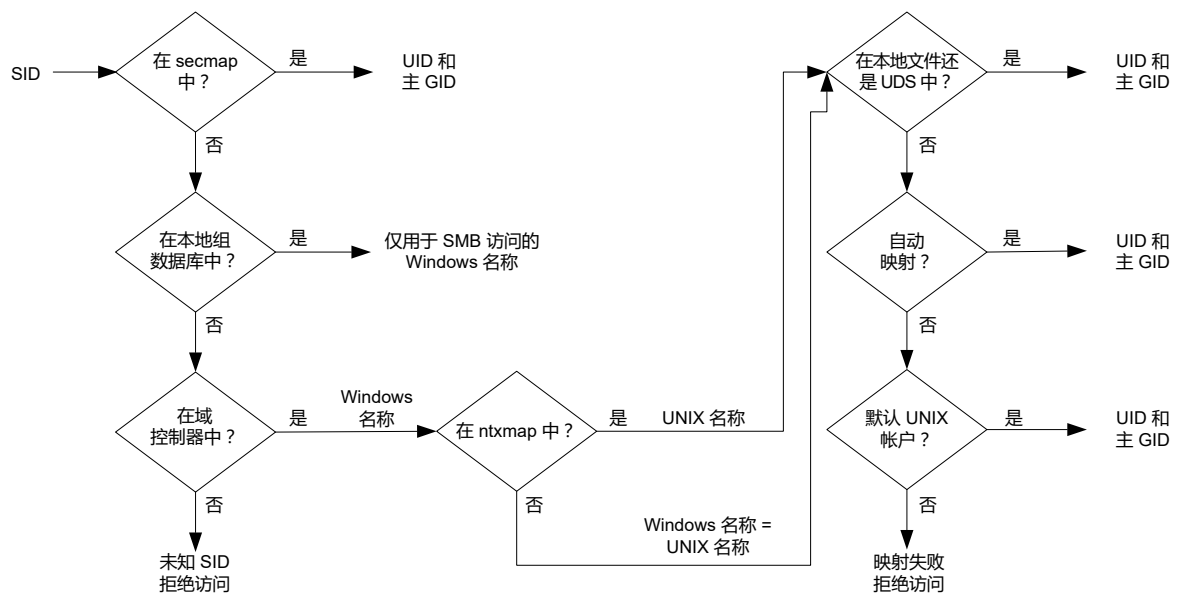 SID
在 secmap
中？
是
UID 和
主 GID
否
在本地组
数据库中？
是
仅用于 SMB 访问的
Windows 名称
否
在域
控制器中？
是
Windows
名称
否
未知 SID
拒绝访问
在 ntxmap 中？
是
UNIX 名称
否
Windows 名称 =
UNIX 名称
在本地文件还
是 UDS 中？
是
UID 和
主 GID
否
自动
映射？
是
UID 和
主 GID
否
默认 UNIX
帐户？
是
UID 和
主 GID
否
映射失败
拒绝访问